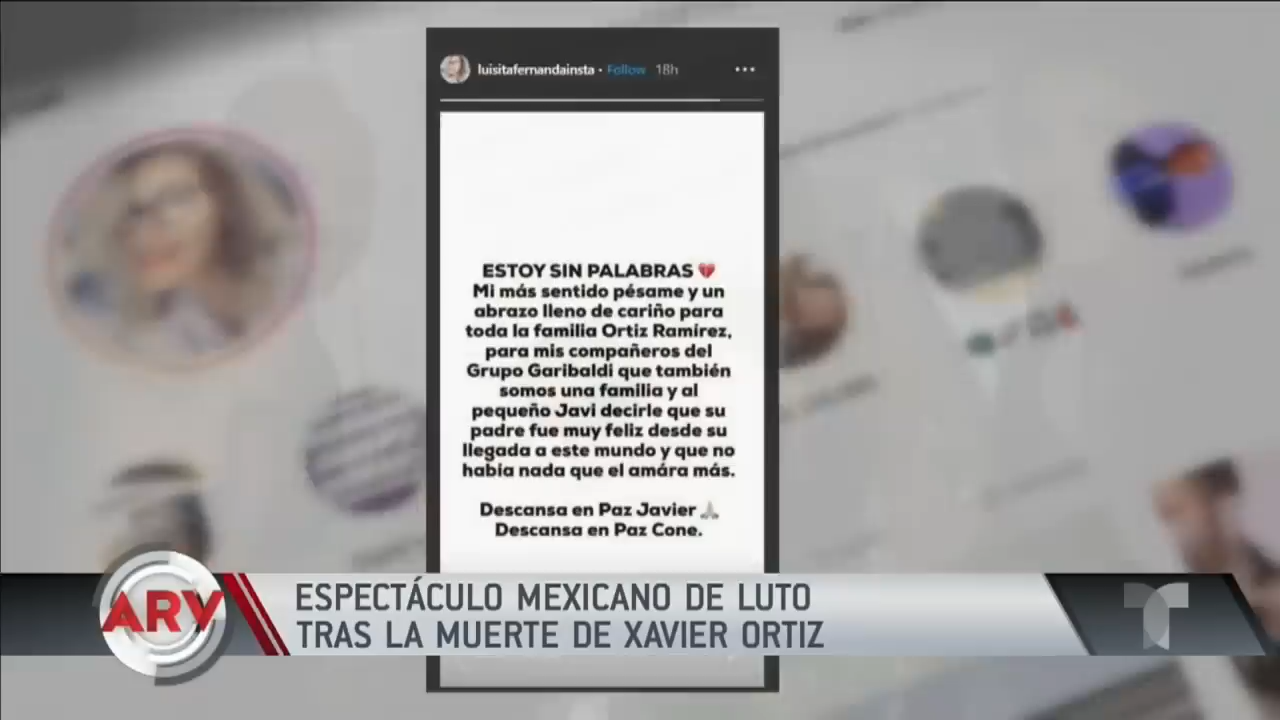 luisitafernandainsta • Follow 18h
ESTOY SIN PALABRAS 💔
Mi más sentido pésame y un
abrazo lleno de cariño para
toda la familia Ortiz Ramírez,
para mis compañeros del
Grupo Garibaldi que también
somos una familia y al
pequeño Javi decirle que su
padre fue muy feliz desde su
llegada a este mundo y que no
habia nada que el amára más.
Descansa en Paz Javier 🙏
Descansa en Paz Cone.
ARV
ESPECTÁCULO MEXICANO DE LUTO
TRAS LA MUERTE DE XAVIER ORTIZ
T